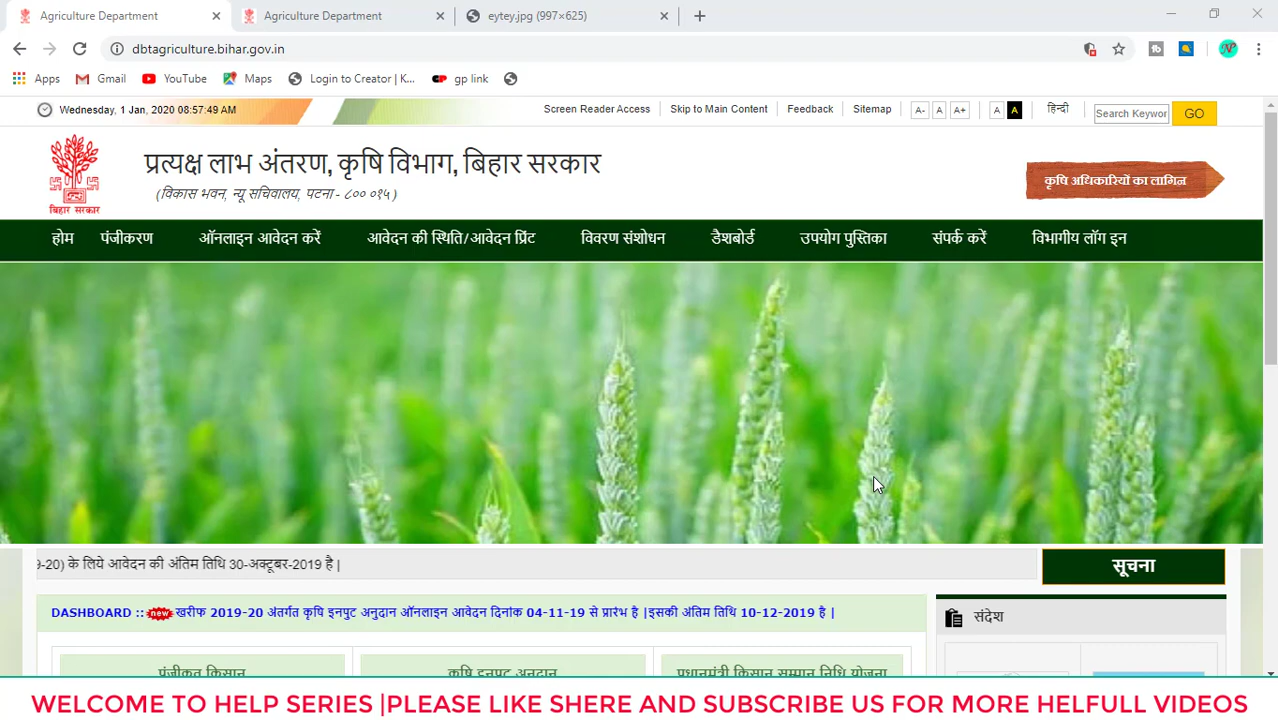 Agriculture Department
Agriculture Department
eytey.jpg (997×625)
dbtagriculture.bihar.gov.in
Apps Gmail YouTube Maps Login to Creator | K... gp link
Wednesday, 1 Jan, 2020 08:57:49 AM
Screen Reader Access Skip to Main Content Feedback Sitemap A- A A+ A A हिन्दी Search Keywor GO
प्रत्यक्ष लाभ अंतरण, कृषि विभाग, बिहार सरकार
(विकास भवन, न्यू सचिवालय, पटना - ८०० ०१५ )
बिहार सरकार
कृषि अधिकारियों का लागिन
होम पंजीकरण ऑनलाइन आवेदन करें आवेदन की स्थिति/आवेदन प्रिंट विवरण संशोधन डैशबोर्ड उपयोग पुस्तिका संपर्क करें विभागीय लॉग इन
9-20) के लिये आवेदन की अंतिम तिथि 30-अक्टूबर-2019 है |
सूचना
DASHBOARD :: new खरीफ 2019-20 अंतर्गत कृषि इनपुट अनुदान ऑनलाइन आवेदन दिनांक 04-11-19 से प्रारंभ है |इसकी अंतिम तिथि 10-12-2019 है |
संदेश
पंजीकृत किसान कृषि इनपुट अनुदान प्रधानमंत्री किसान सम्मान निधि योजना
WELCOME TO HELP SERIES |PLEASE LIKE SHERE AND SUBSCRIBE US FOR MORE HELFULL VIDEOS